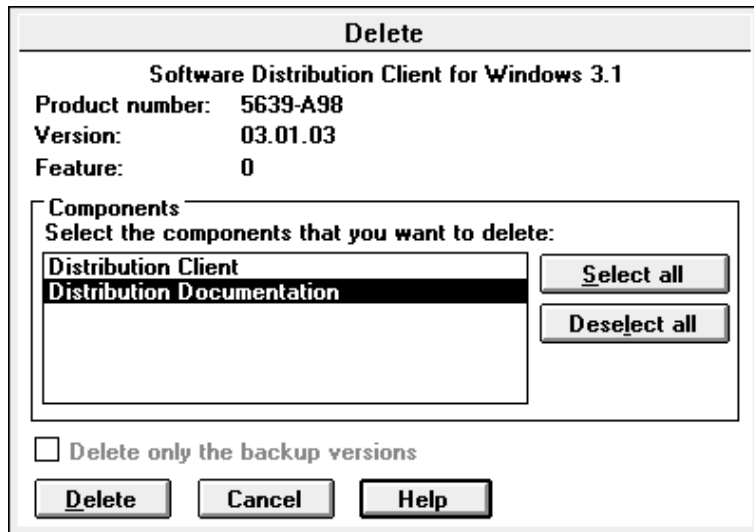 Delete
Software Distribution Client for Windows 3.1
Product number: 5639-A98
Version: 03.01.03
Feature: 0
Components
Select the components that you want to delete:
Distribution Client
Distribution Documentation
Select all
Deselect all
Delete only the backup versions
Delete Cancel Help